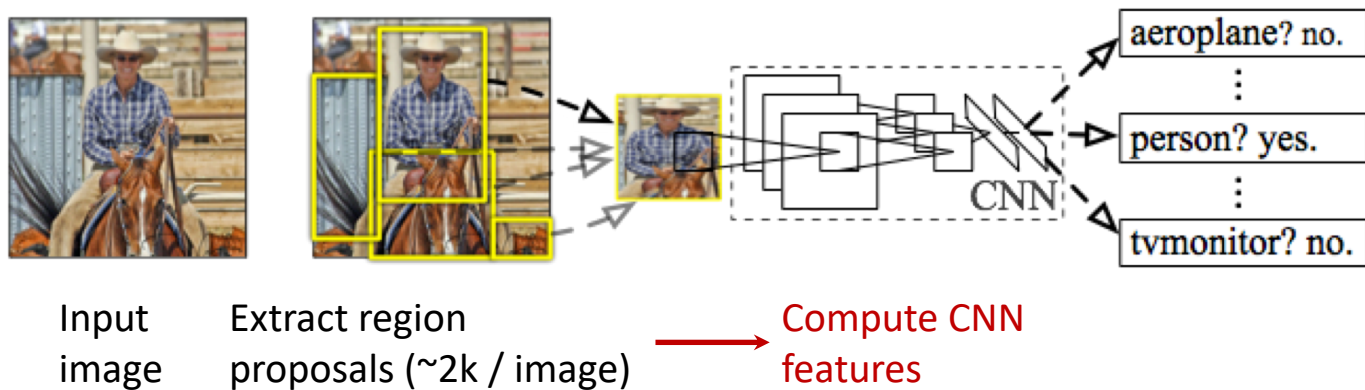 aeroplane? no.
⋮
person? yes.
CNN
⋮
tvmonitor? no.
Input image
Extract region proposals (~2k / image)
Compute CNN features